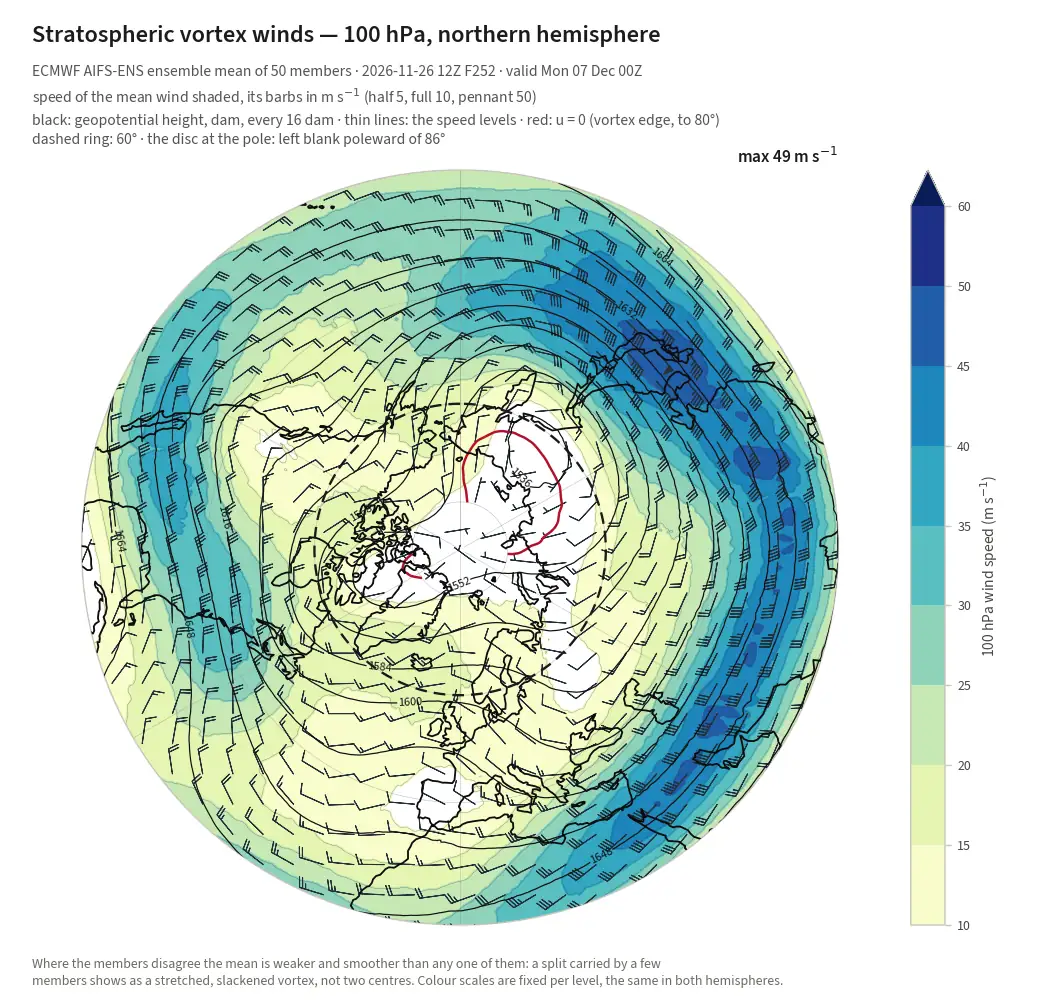 Stratospheric vortex winds — 100 hPa, northern hemisphere
ECMWF AIFS-ENS ensemble mean of 50 members · 2026-11-26 12Z F252 · valid Mon 07 Dec 00Z
speed of the mean wind shaded, its barbs in m s⁻¹ (half 5, full 10, pennant 50)
black: geopotential height, dam, every 16 dam · thin lines: the speed levels · red: u = 0 (vortex edge, to 80°)
dashed ring: 60° · the disc at the pole: left blank poleward of 86°
max 49 m s⁻¹
60
50
45
40
35
30
25
20
15
10
100 hPa wind speed (m s⁻¹)
1664
1632
1536
1616
1664
1552
1648
1584
1600
1648
Where the members disagree the mean is weaker and smoother than any one of them: a split carried by a few
members shows as a stretched, slackened vortex, not two centres. Colour scales are fixed per level, the same in both hemispheres.